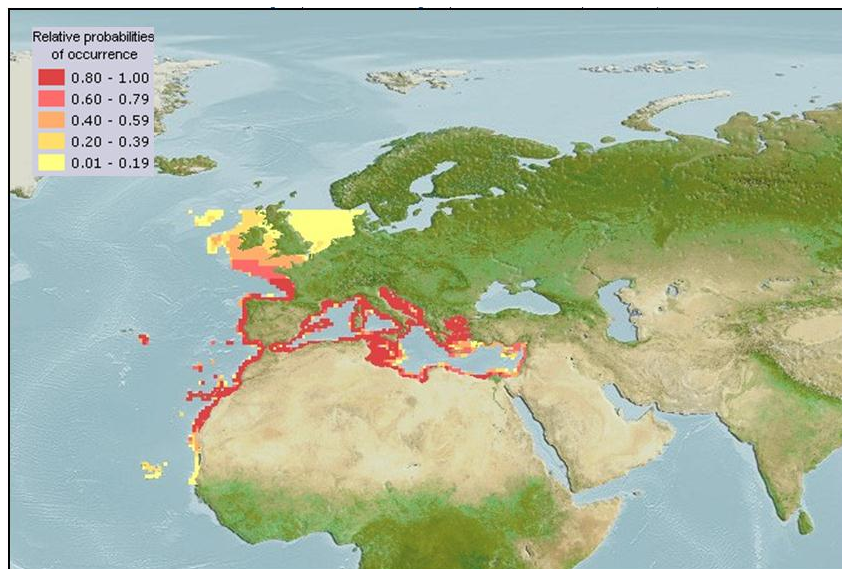 Relative probabilities
of occurrence
0.80 - 1.00
0.60 - 0.79
0.40 - 0.59
0.20 - 0.39
0.01 - 0.19